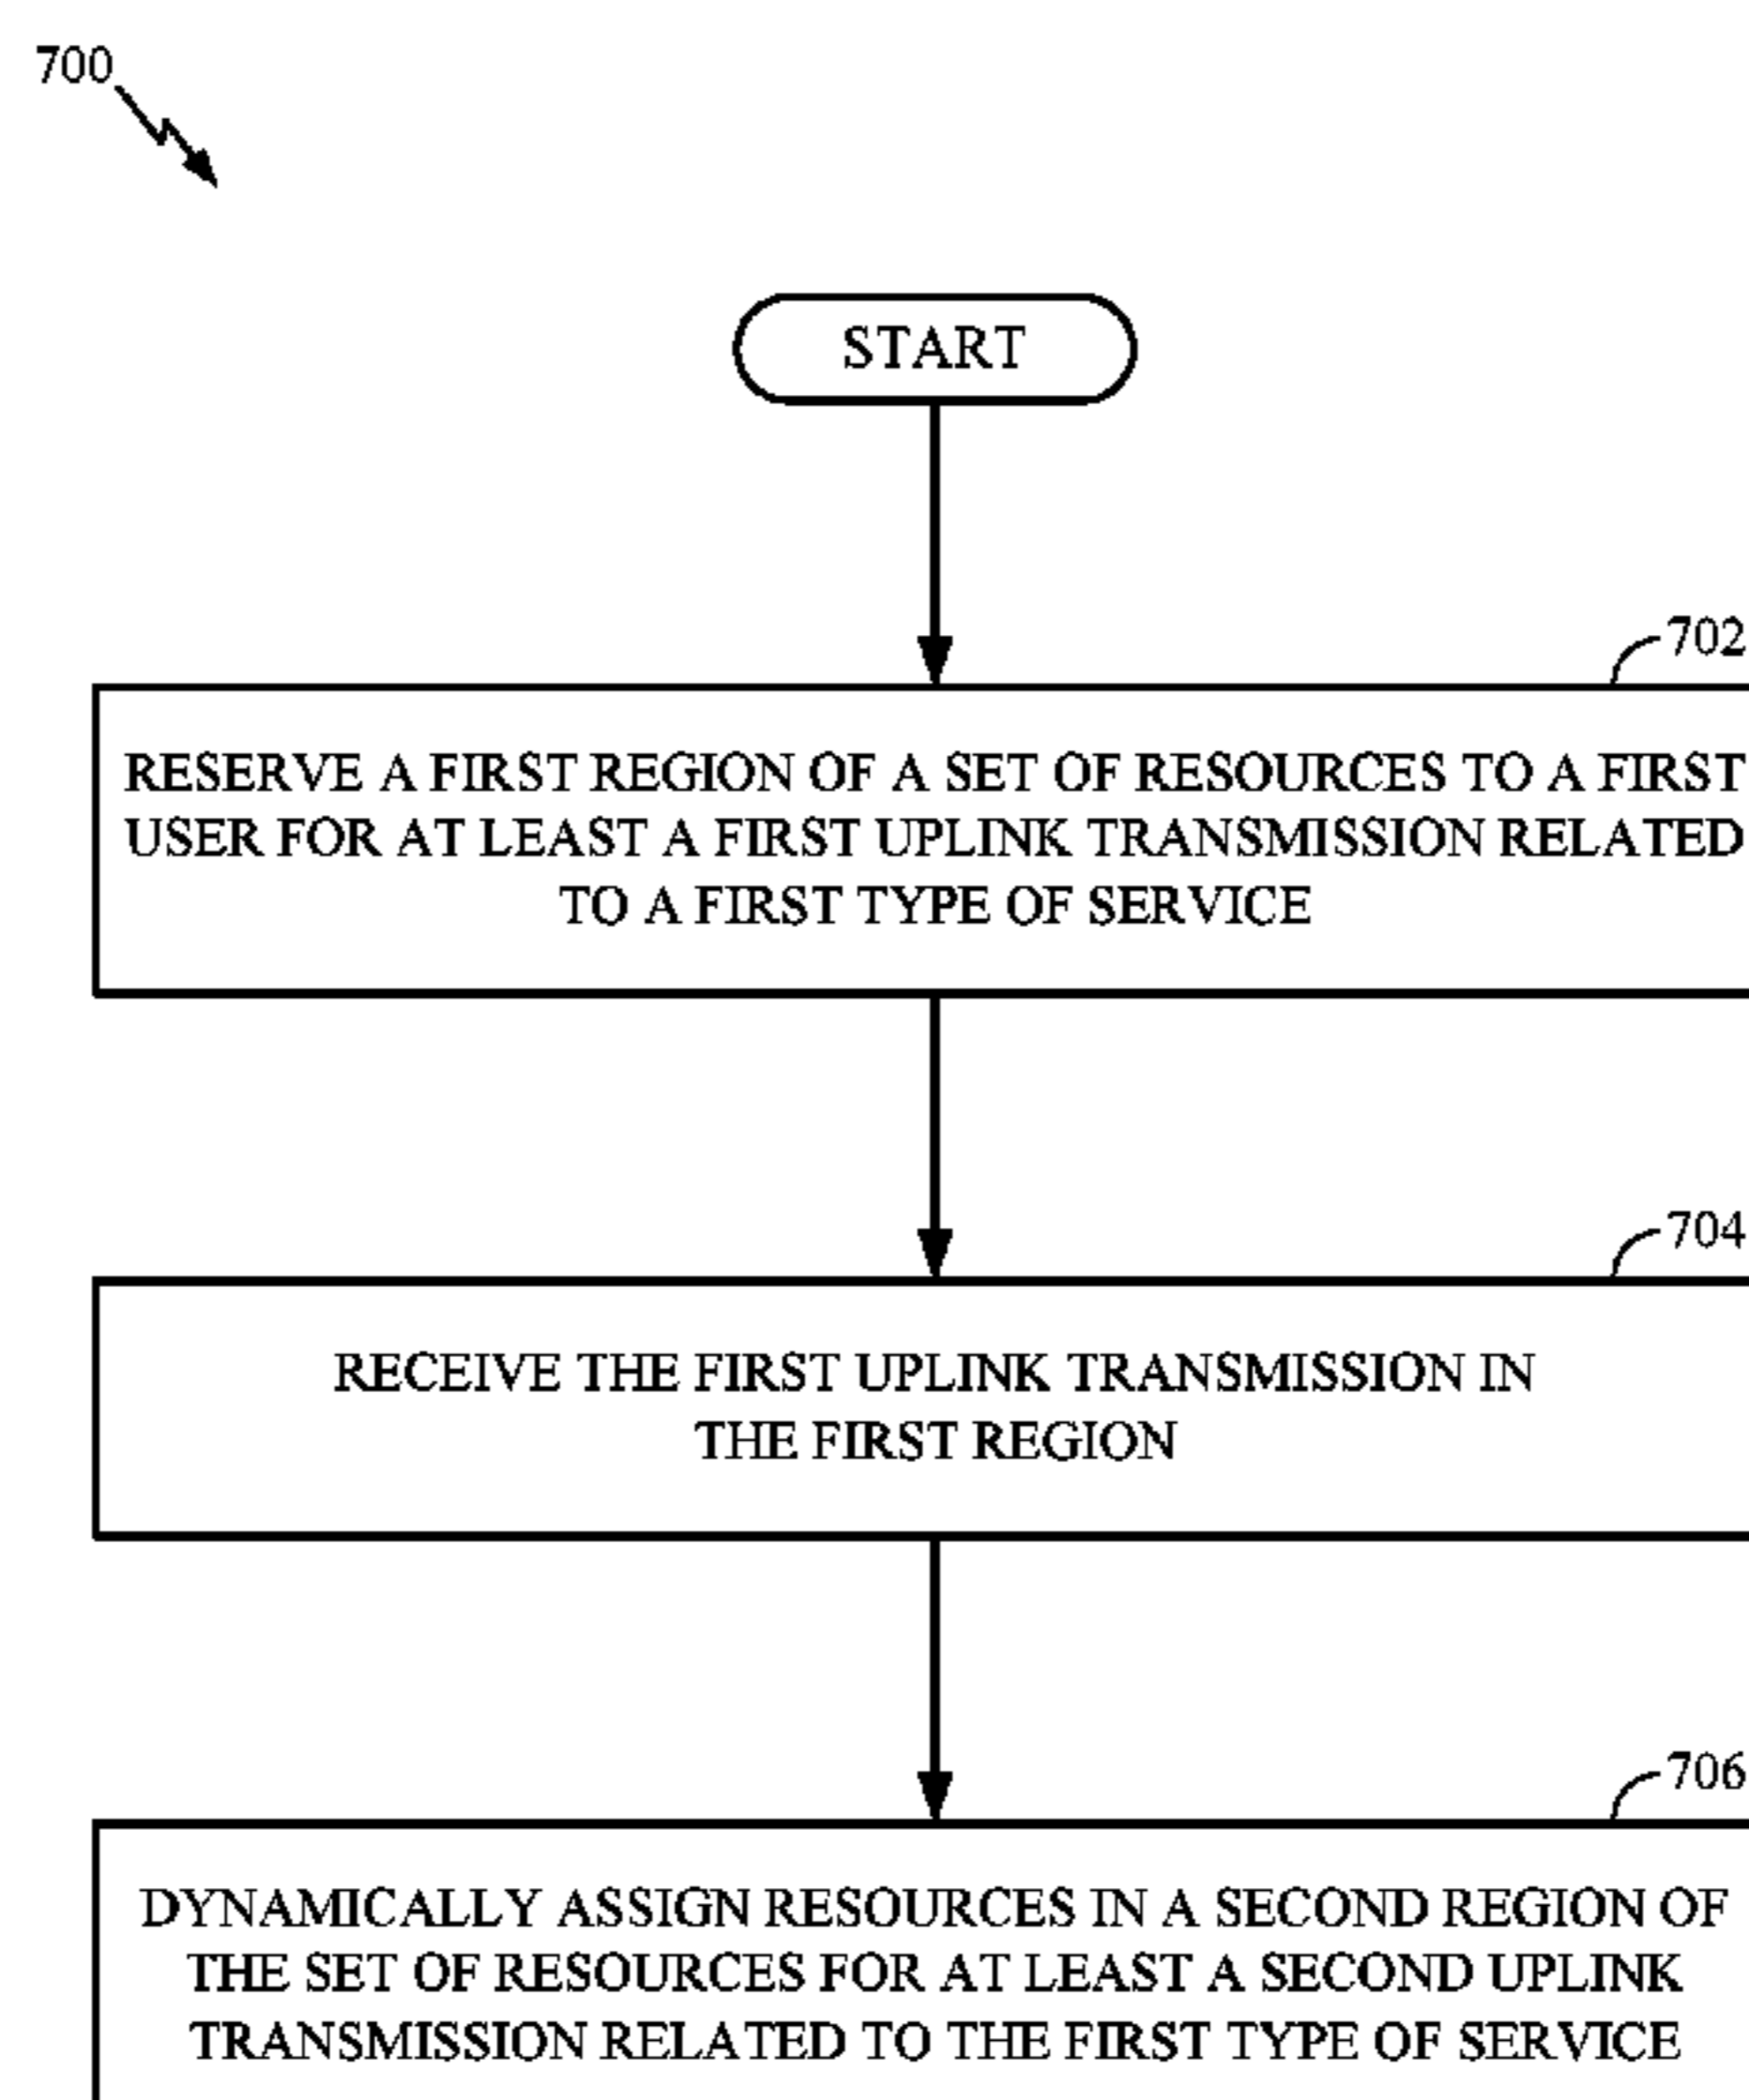 700
START
702
RESERVE A FIRST REGION OF A SET OF RESOURCES TO A FIRST
USER FOR AT LEAST A FIRST UPLINK TRANSMISSION RELATED
TO A FIRST TYPE OF SERVICE
704
RECEIVE THE FIRST UPLINK TRANSMISSION IN
THE FIRST REGION
706
DYNAMICALLY ASSIGN RESOURCES IN A SECOND REGION OF
THE SET OF RESOURCES FOR AT LEAST A SECOND UPLINK
TRANSMISSION RELATED TO THE FIRST TYPE OF SERVICE